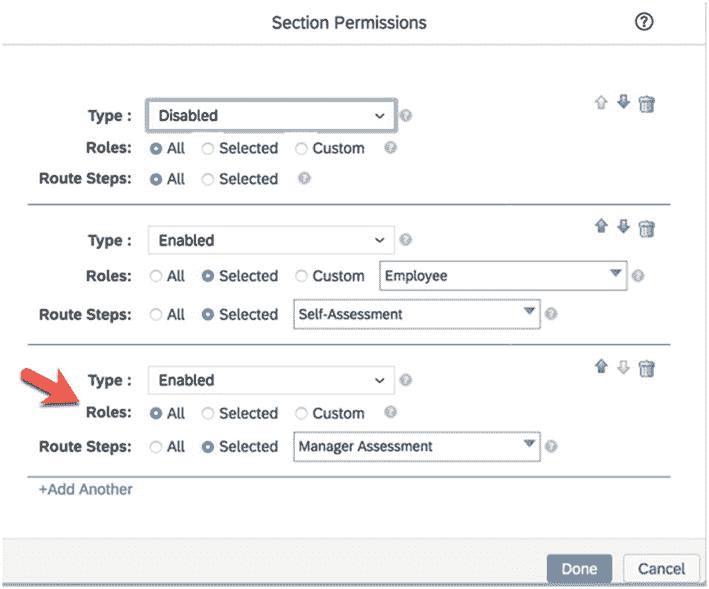 Section Permissions ?
Type : Disabled ?
Roles: All Selected Custom ?
Route Steps: All Selected ?
Type : Enabled ?
Roles: All Selected Custom Employee ?
Route Steps: All Selected Self-Assessment ?
Type : Enabled ?
Roles: All Selected Custom ?
Route Steps: All Selected Manager Assessment ?
+Add Another
Done Cancel